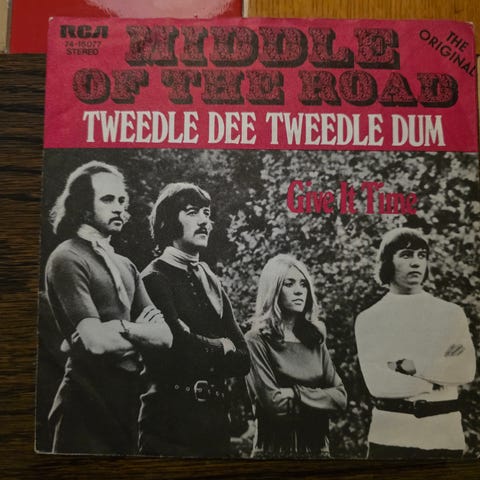 RCA
74-16077
STEREO
MIDDLE
OF THE ROAD
THE
ORIGINAL
TWEEDLE DEE TWEEDLE DUM
Give It Time